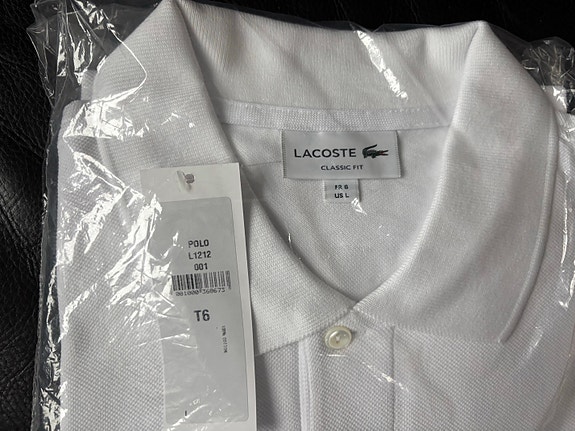 LACOSTE
CLASSIC FIT
FR 6
US L
POLO
L1212
001
T6